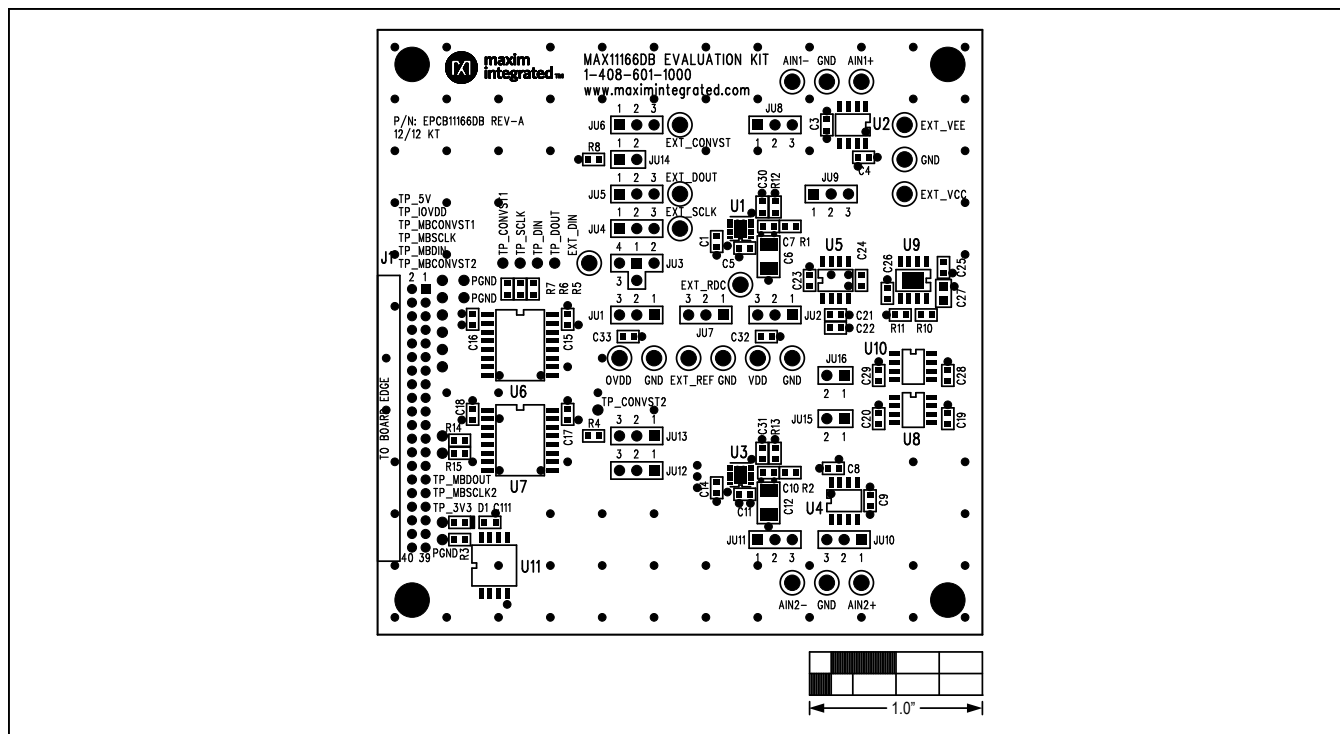 maxim
integrated™
MAX11166DB EVALUATION KIT
1-408-601-1000
www.maximintegrated.com
AIN1- GND AIN1+
P/N: EPCB11166DB REV-A
12/12 KT
1 2 3
JU6
EXT_CONVST
JU8
1 2 3
C3
U2
EXT_VEE
C4
GND
EXT_VCC
R8
1 2
JU14
EXT_DOUT
1 2 3
JU5
EXT_SCLK
1 2 3
JU4
C30
R12
JU9
1 2 3
U1
C1
C5
C7 R1
C6
TP_5V
TP_IOVDD
TP_MBCONVST1
TP_MBSCLK
TP_MBDIN
TP_MBCONVST2
TP_CONVST1
TP_SCLK
TP_DIN
TP_DOUT
EXT_DIN
4 1 2
JU3
3
EXT_RDC
U5
C24
C23
C21
C22
U9
C26
C25
C27
R11 R10
J1
2 1
PGND
PGND
R7
R6
R5
3 2 1
JU1
3 2 1
JU7
3 2 1
JU2
C16
C15
U6
C33
C32
OVDD GND EXT_REF GND VDD GND
JU16
2 1
U10
C29
C28
TO BOARD EDGE
C18
C17
U7
TP_CONVST2
R4
3 2 1
JU13
3 2 1
JU12
JU15
2 1
C20
C19
U8
R14
R15
TP_MBDOUT
TP_MBSCLK2
TP_3V3 D1 C111
PGND
R3
40 39
U11
C31
R13
U3
C14
C11
C10 R2
C12
C8
U4
C9
JU11
1 2 3
JU10
3 2 1
AIN2- GND AIN2+
1.0"